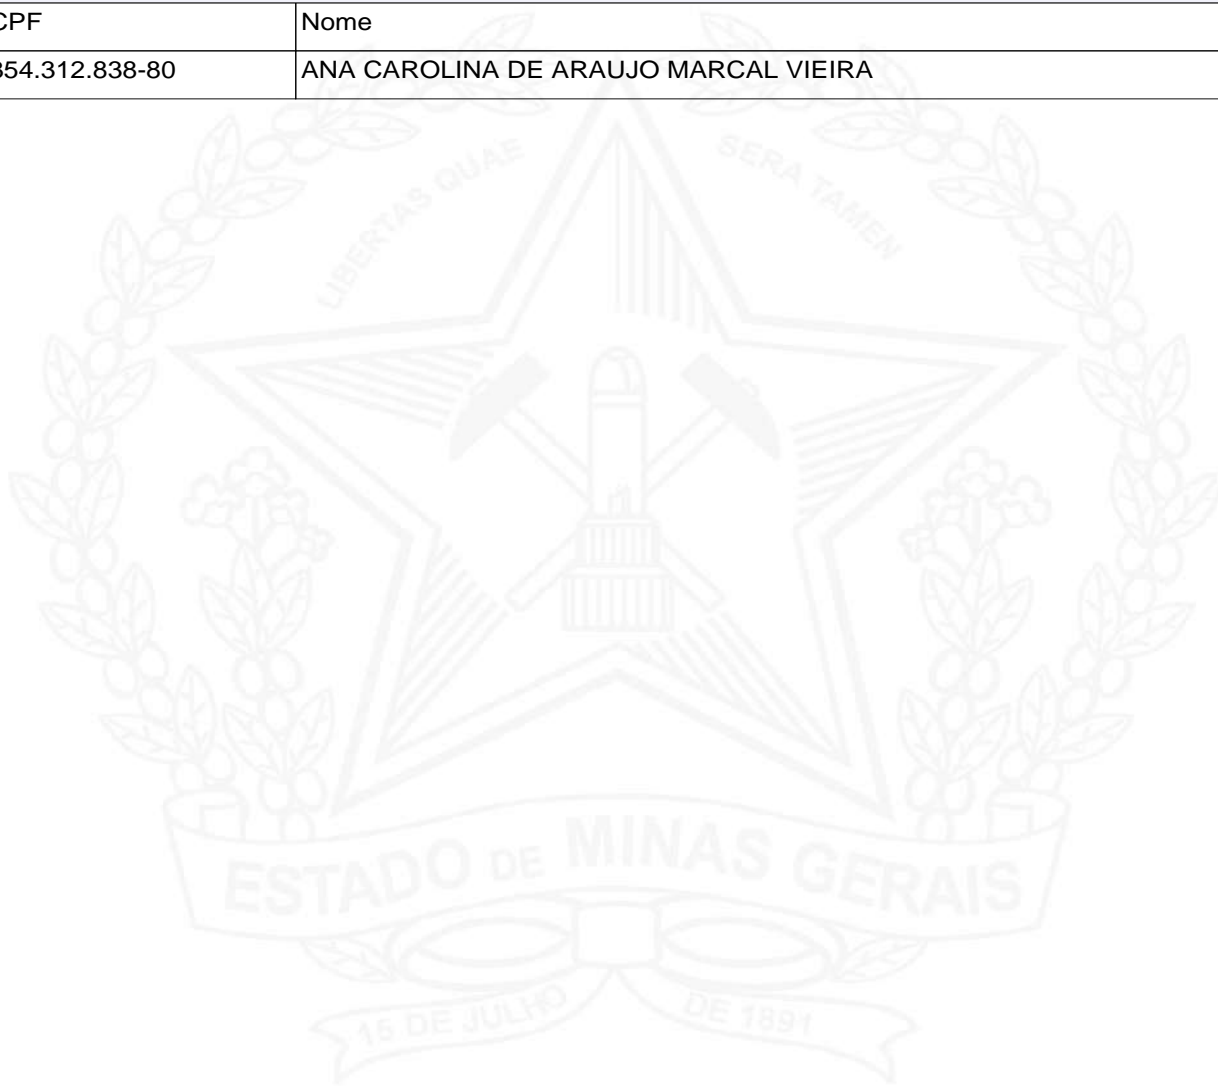 CPF Nome
354.312.838-80 ANA CAROLINA DE ARAUJO MARCAL VIEIRA
LIBERTAS QUAE SERA TAMEN
ESTADO DE MINAS GERAIS
15 DE JULHO DE 1891